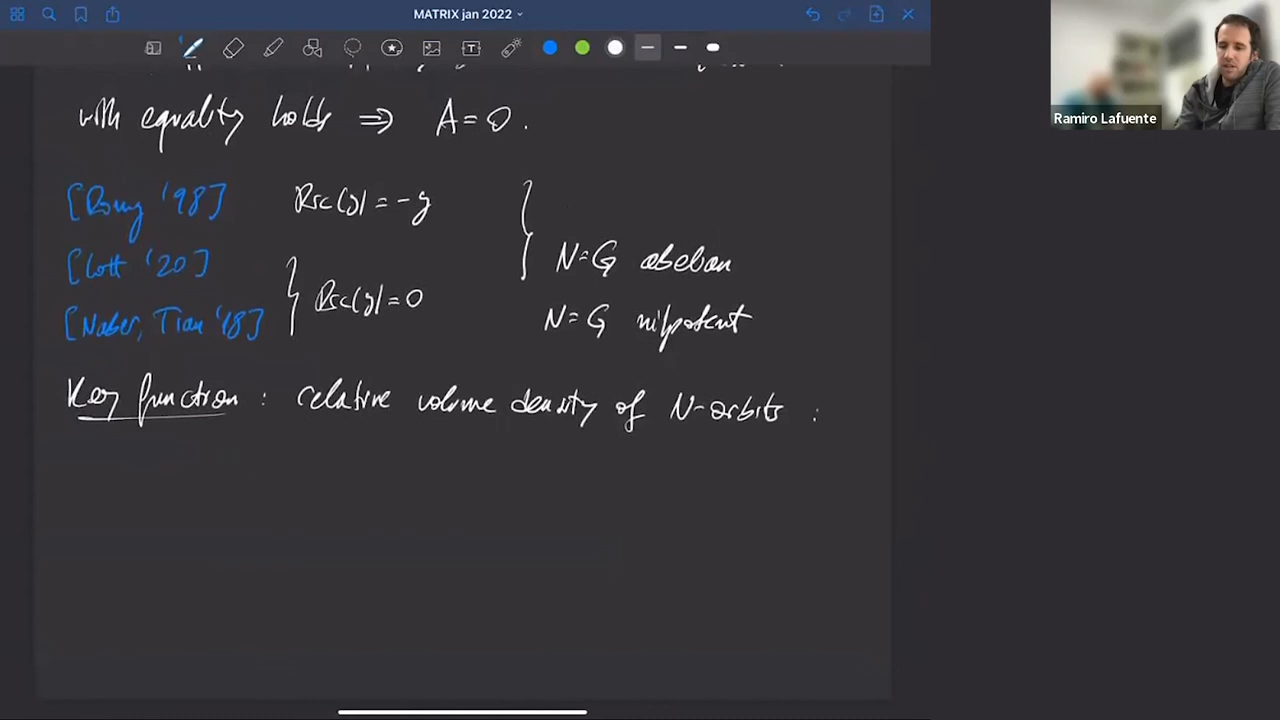 MATRIX jan 2022
Ramiro Lafuente
with equality holds ⇒ A=0.
[Rong '98] Ric(g) = -g
[Lott '20]
[Naber, Tian '18] Ric(g) = 0
N=G abelian
N=G nilpotent
Key function : relative volume density of N-orbits :